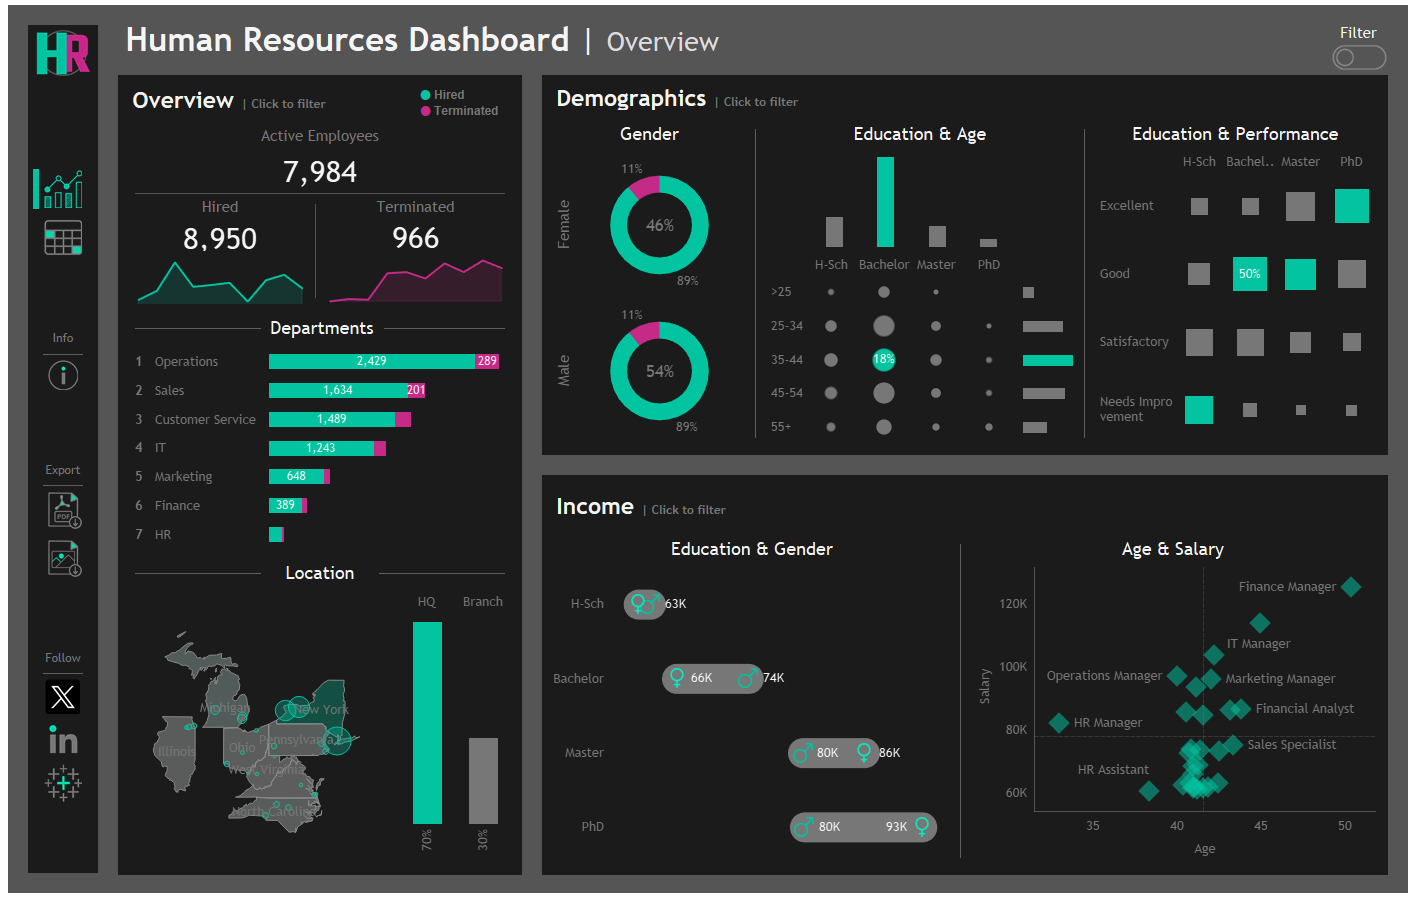 HR
Human Resources Dashboard | Overview
Filter
Overview | Click to filter
Hired
Terminated
Active Employees
7,984
Hired
8,950
Terminated
966
Departments
1 Operations 2,429 289
2 Sales 1,634 201
3 Customer Service 1,489
4 IT 1,243
5 Marketing 648
6 Finance 389
7 HR
Location
HQ Branch
Michigan
New York
Illinois
Ohio
Pennsylvania
West Virginia
North Carolina
70% 30%
Info
Export
PDF
Follow
X
in
Demographics | Click to filter
Gender
Female
11%
46%
89%
Male
11%
54%
89%
Education & Age
H-Sch Bachelor Master PhD
>25
25-34
35-44 18%
45-54
55+
Education & Performance
H-Sch Bachel.. Master PhD
Excellent
Good 50%
Satisfactory
Needs Impro
vement
Income | Click to filter
Education & Gender
H-Sch 63K
Bachelor 66K 74K
Master 80K 86K
PhD 80K 93K
Age & Salary
Salary
120K
100K
80K
60K
Finance Manager
IT Manager
Operations Manager
Marketing Manager
Financial Analyst
HR Manager
Sales Specialist
HR Assistant
35 40 45 50
Age